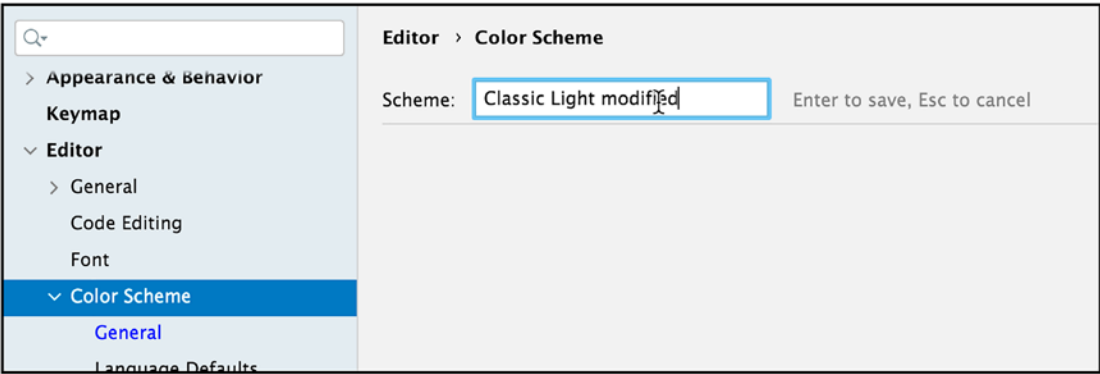 Appearance & Behavior
Keymap
Editor
General
Code Editing
Font
Color Scheme
General
Language Defaults
Editor › Color Scheme
Scheme: Classic Light modified Enter to save, Esc to cancel